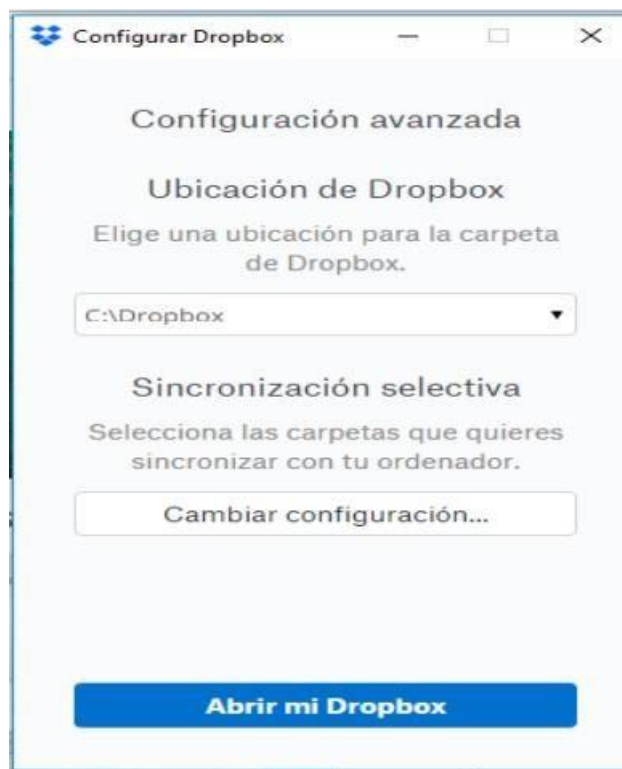 Configurar Dropbox
Configuración avanzada
Ubicación de Dropbox
Elige una ubicación para la carpeta
de Dropbox.
C:\Dropbox
Sincronización selectiva
Selecciona las carpetas que quieres
sincronizar con tu ordenador.
Cambiar configuración...
Abrir mi Dropbox